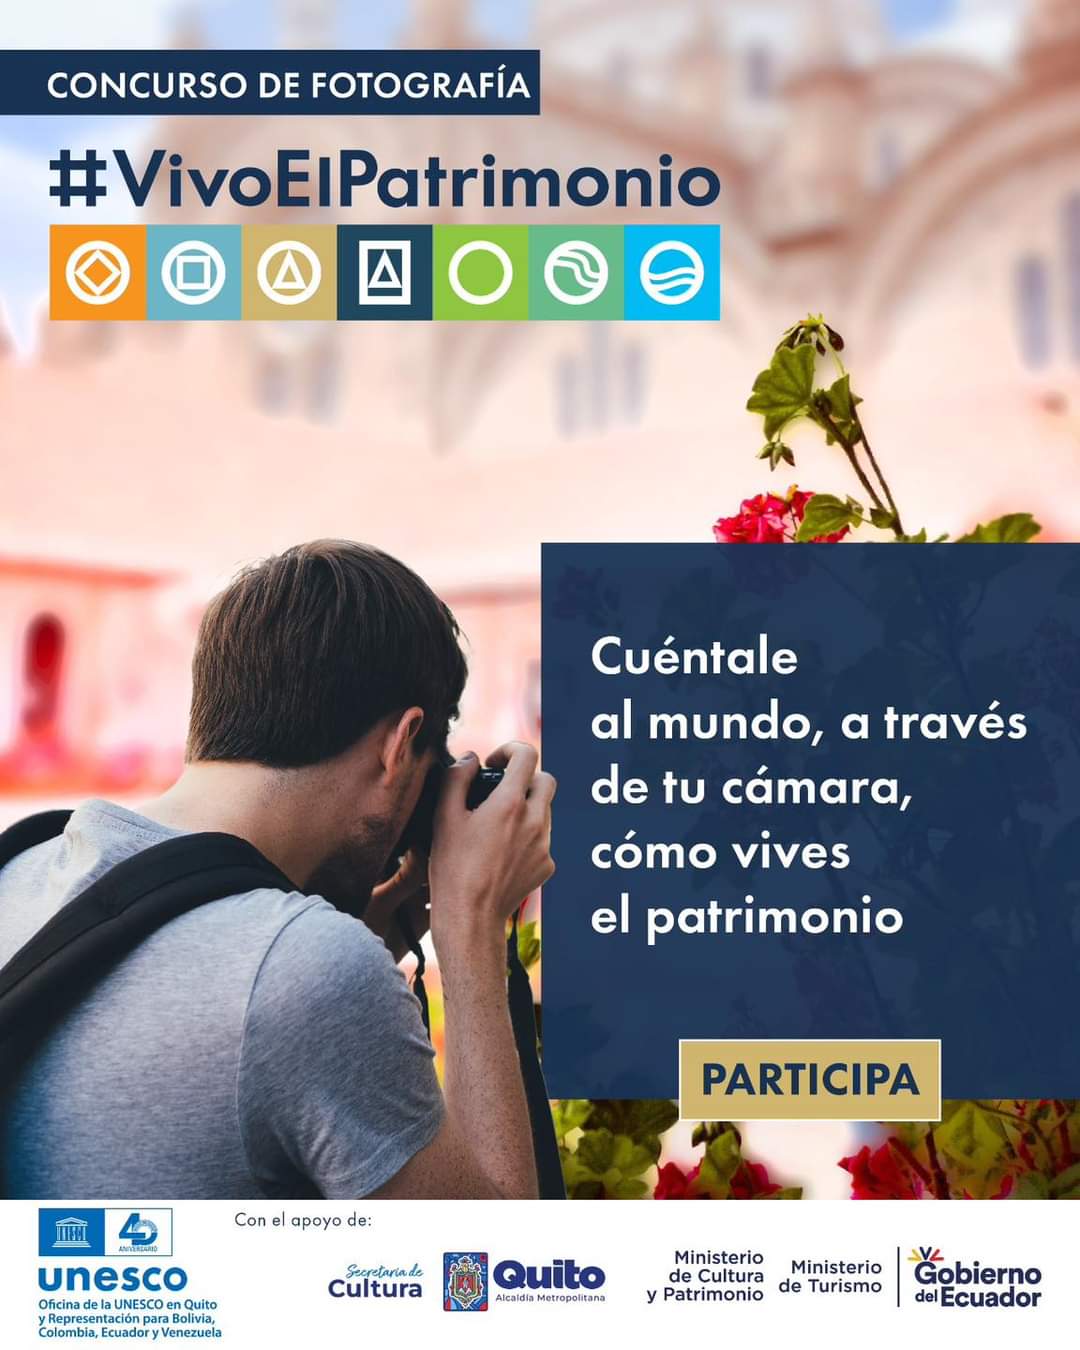 CONCURSO DE FOTOGRAFÍA
#VivoElPatrimonio
Cuéntale
al mundo, a través
de tu cámara,
cómo vives
el patrimonio
PARTICIPA
Con el apoyo de:
UNESCO
40
ANIVERSARIO
unesco
Oficina de la UNESCO en Quito
y Representación para Bolivia,
Colombia, Ecuador y Venezuela
Secretaría de
Cultura
Quito
Alcaldía Metropolitana
Ministerio
de Cultura
y Patrimonio
Ministerio
de Turismo
Gobierno
del Ecuador